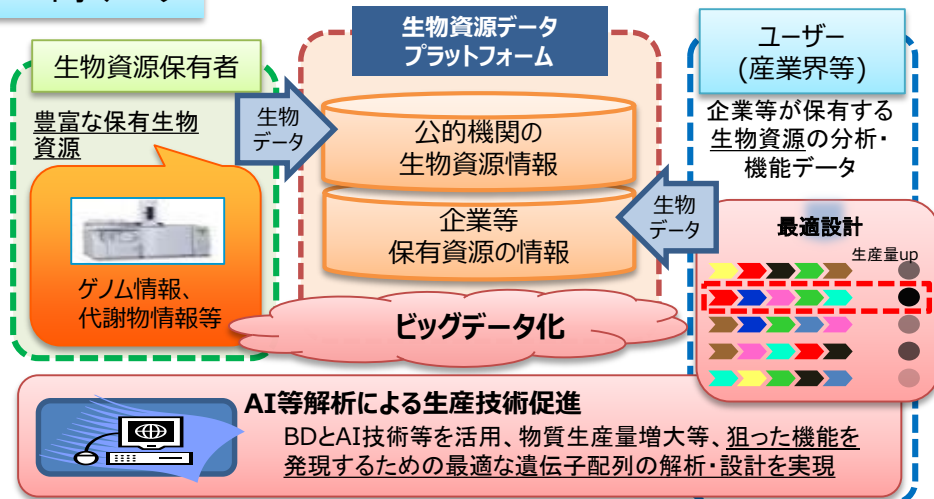 生物資源保有者
豊富な保有生物
資源
ゲノム情報、
代謝物情報等
生物
データ
生物資源データ
プラットフォーム
公的機関の
生物資源情報
企業等
保有資源の情報
ビッグデータ化
生物
データ
ユーザー
(産業界等)
企業等が保有する
生物資源の分析・
機能データ
最適設計
生産量up
AI等解析による生産技術促進
BDとAI技術等を活用、物質生産量増大等、狙った機能を
発現するための最適な遺伝子配列の解析・設計を実現